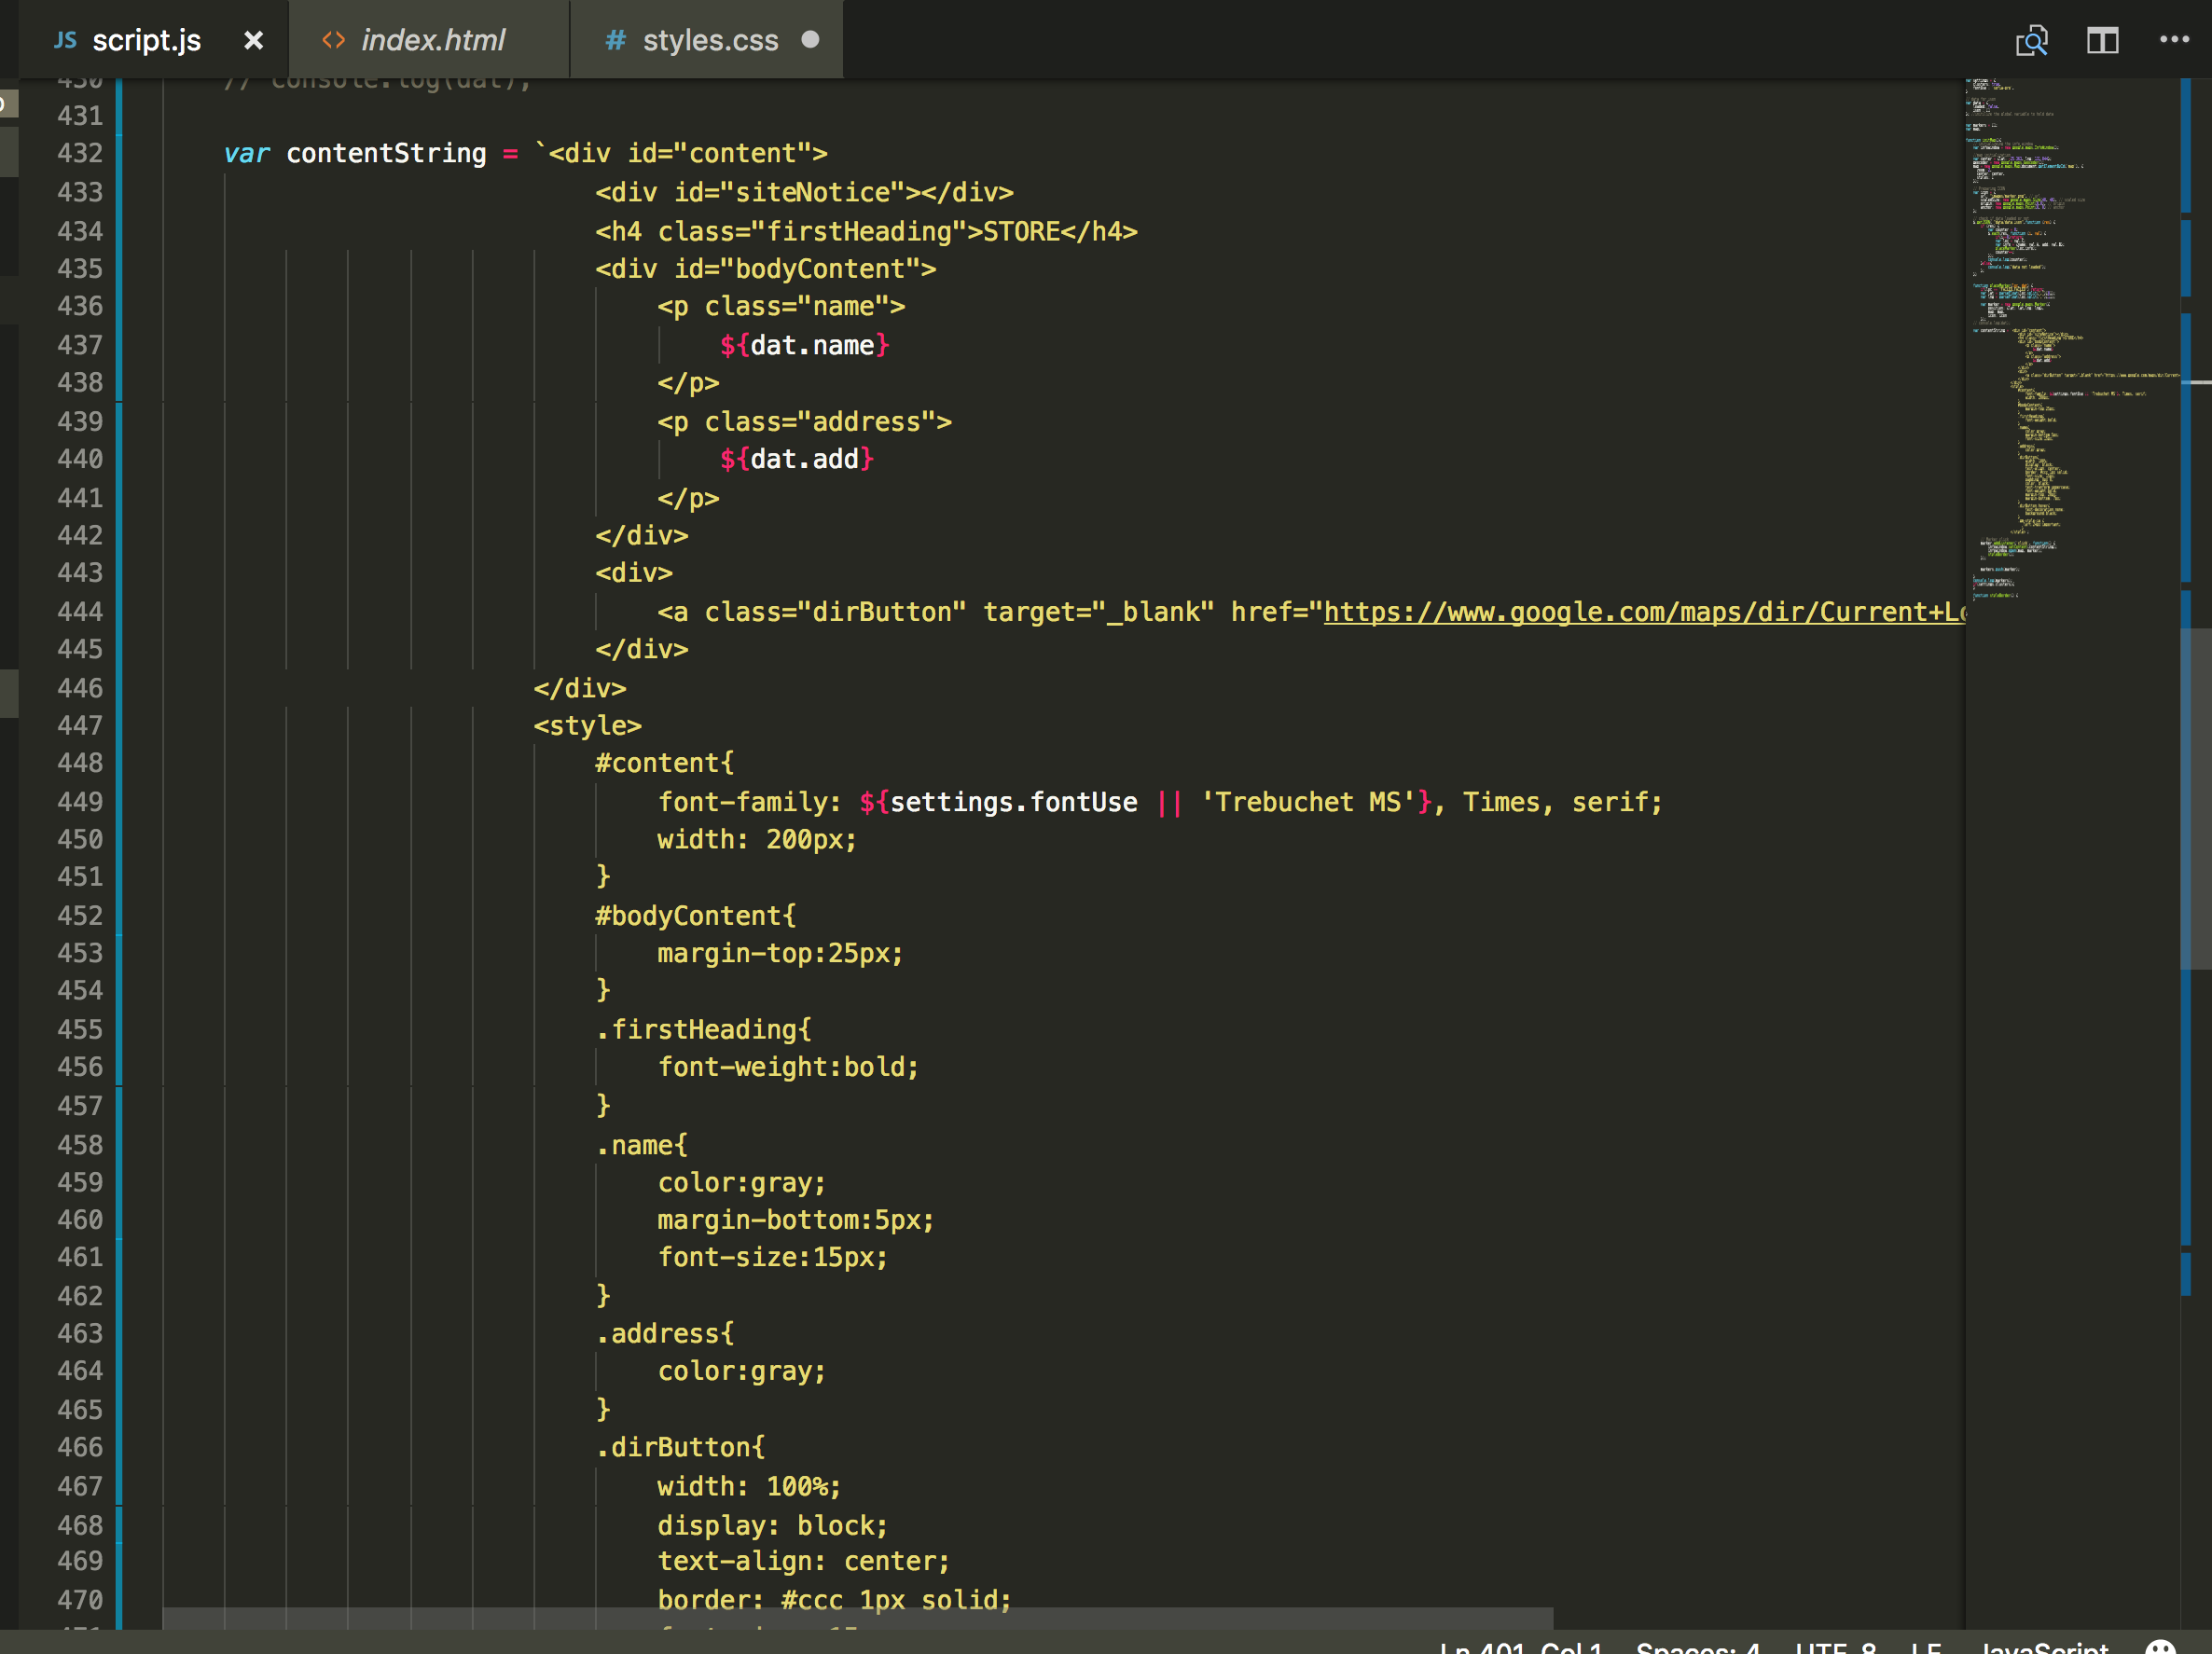 JS script.js × <> index.html # styles.css
430 // console.log(dat);
431
432 var contentString = `<div id="content">
433 <div id="siteNotice"></div>
434 <h4 class="firstHeading">STORE</h4>
435 <div id="bodyContent">
436 <p class="name">
437 ${dat.name}
438 </p>
439 <p class="address">
440 ${dat.add}
441 </p>
442 </div>
443 <div>
444 <a class="dirButton" target="_blank" href="https://www.google.com/maps/dir/Current+Lo
445 </div>
446 </div>
447 <style>
448 #content{
449 font-family: ${settings.fontUse || 'Trebuchet MS'}, Times, serif;
450 width: 200px;
451 }
452 #bodyContent{
453 margin-top:25px;
454 }
455 .firstHeading{
456 font-weight:bold;
457 }
458 .name{
459 color:gray;
460 margin-bottom:5px;
461 font-size:15px;
462 }
463 .address{
464 color:gray;
465 }
466 .dirButton{
467 width: 100%;
468 display: block;
469 text-align: center;
470 border: #ccc 1px solid;
Ln 401, Col 1 Spaces: 4 UTF-8 LF JavaScript